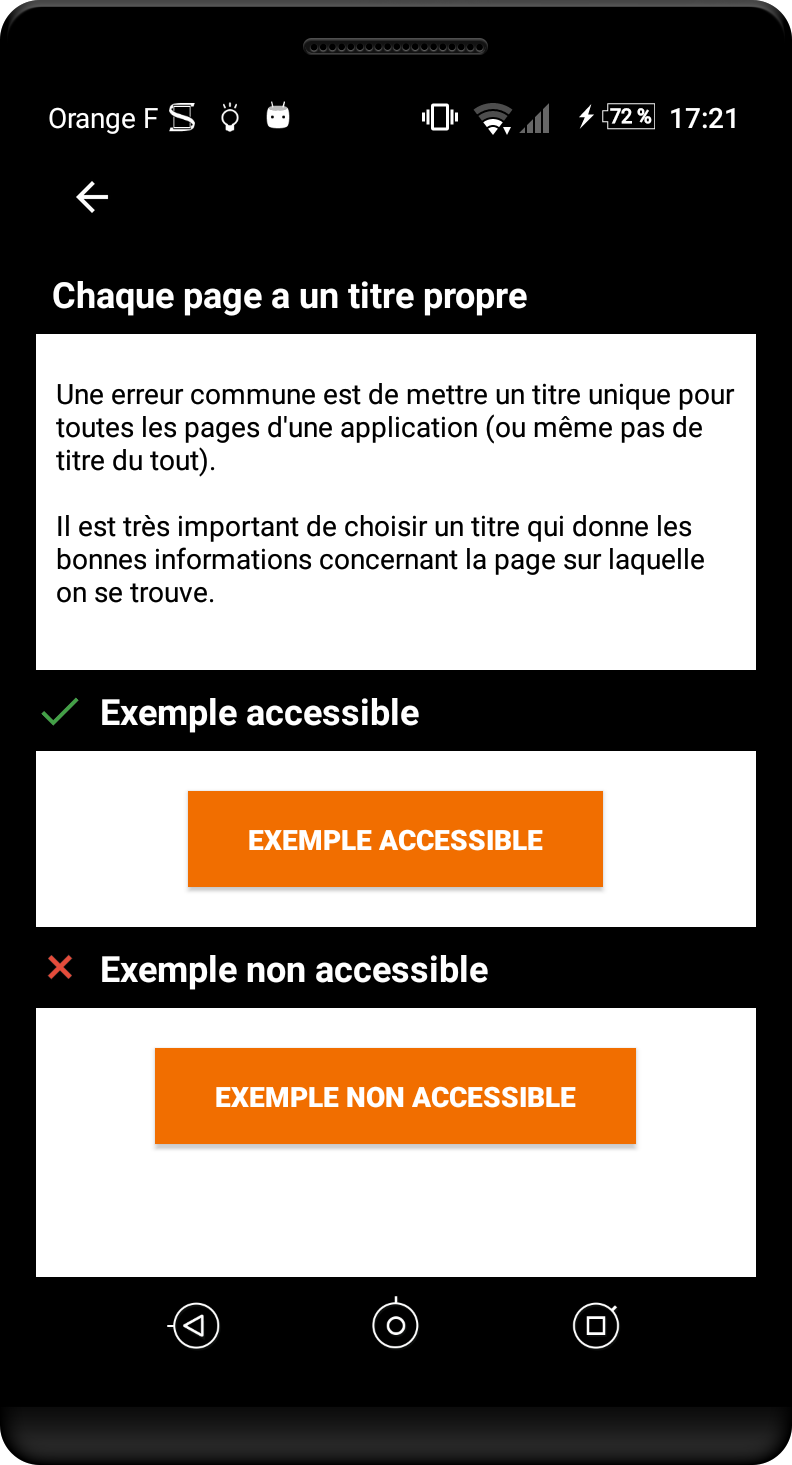 Orange F 72 % 17:21
Chaque page a un titre propre
Une erreur commune est de mettre un titre unique pour
toutes les pages d'une application (ou même pas de
titre du tout).
Il est très important de choisir un titre qui donne les
bonnes informations concernant la page sur laquelle
on se trouve.
Exemple accessible
EXEMPLE ACCESSIBLE
Exemple non accessible
EXEMPLE NON ACCESSIBLE